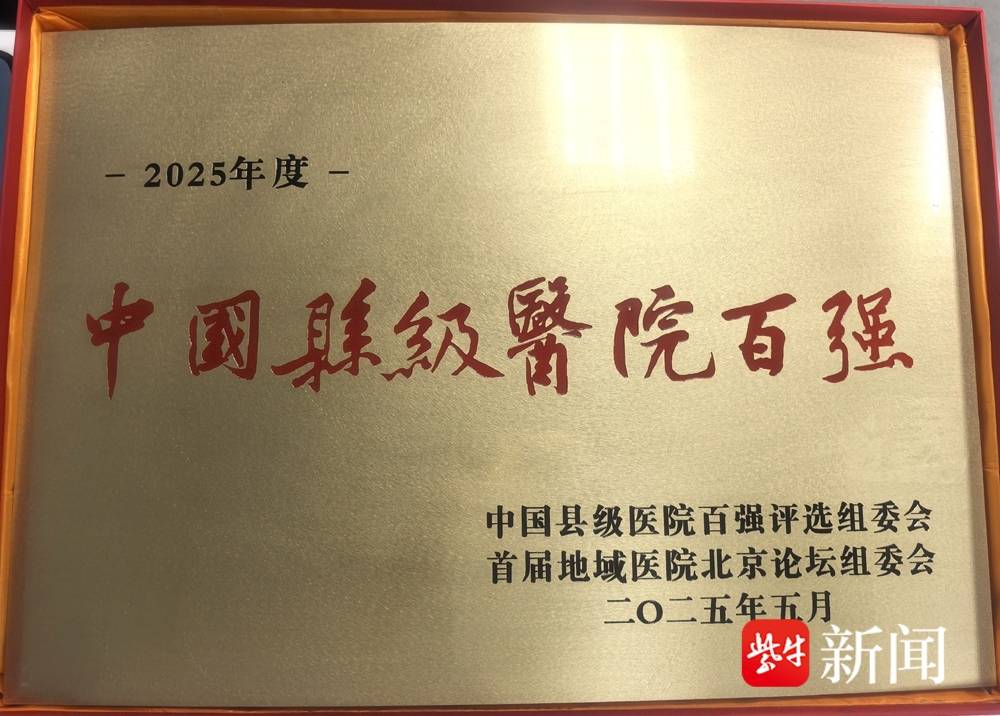 - 2025年度 -
中國縣級醫院百强
中国县级医院百强评选组委会
首届地域医院北京论坛组委会
二〇二五年五月
紫牛 新闻